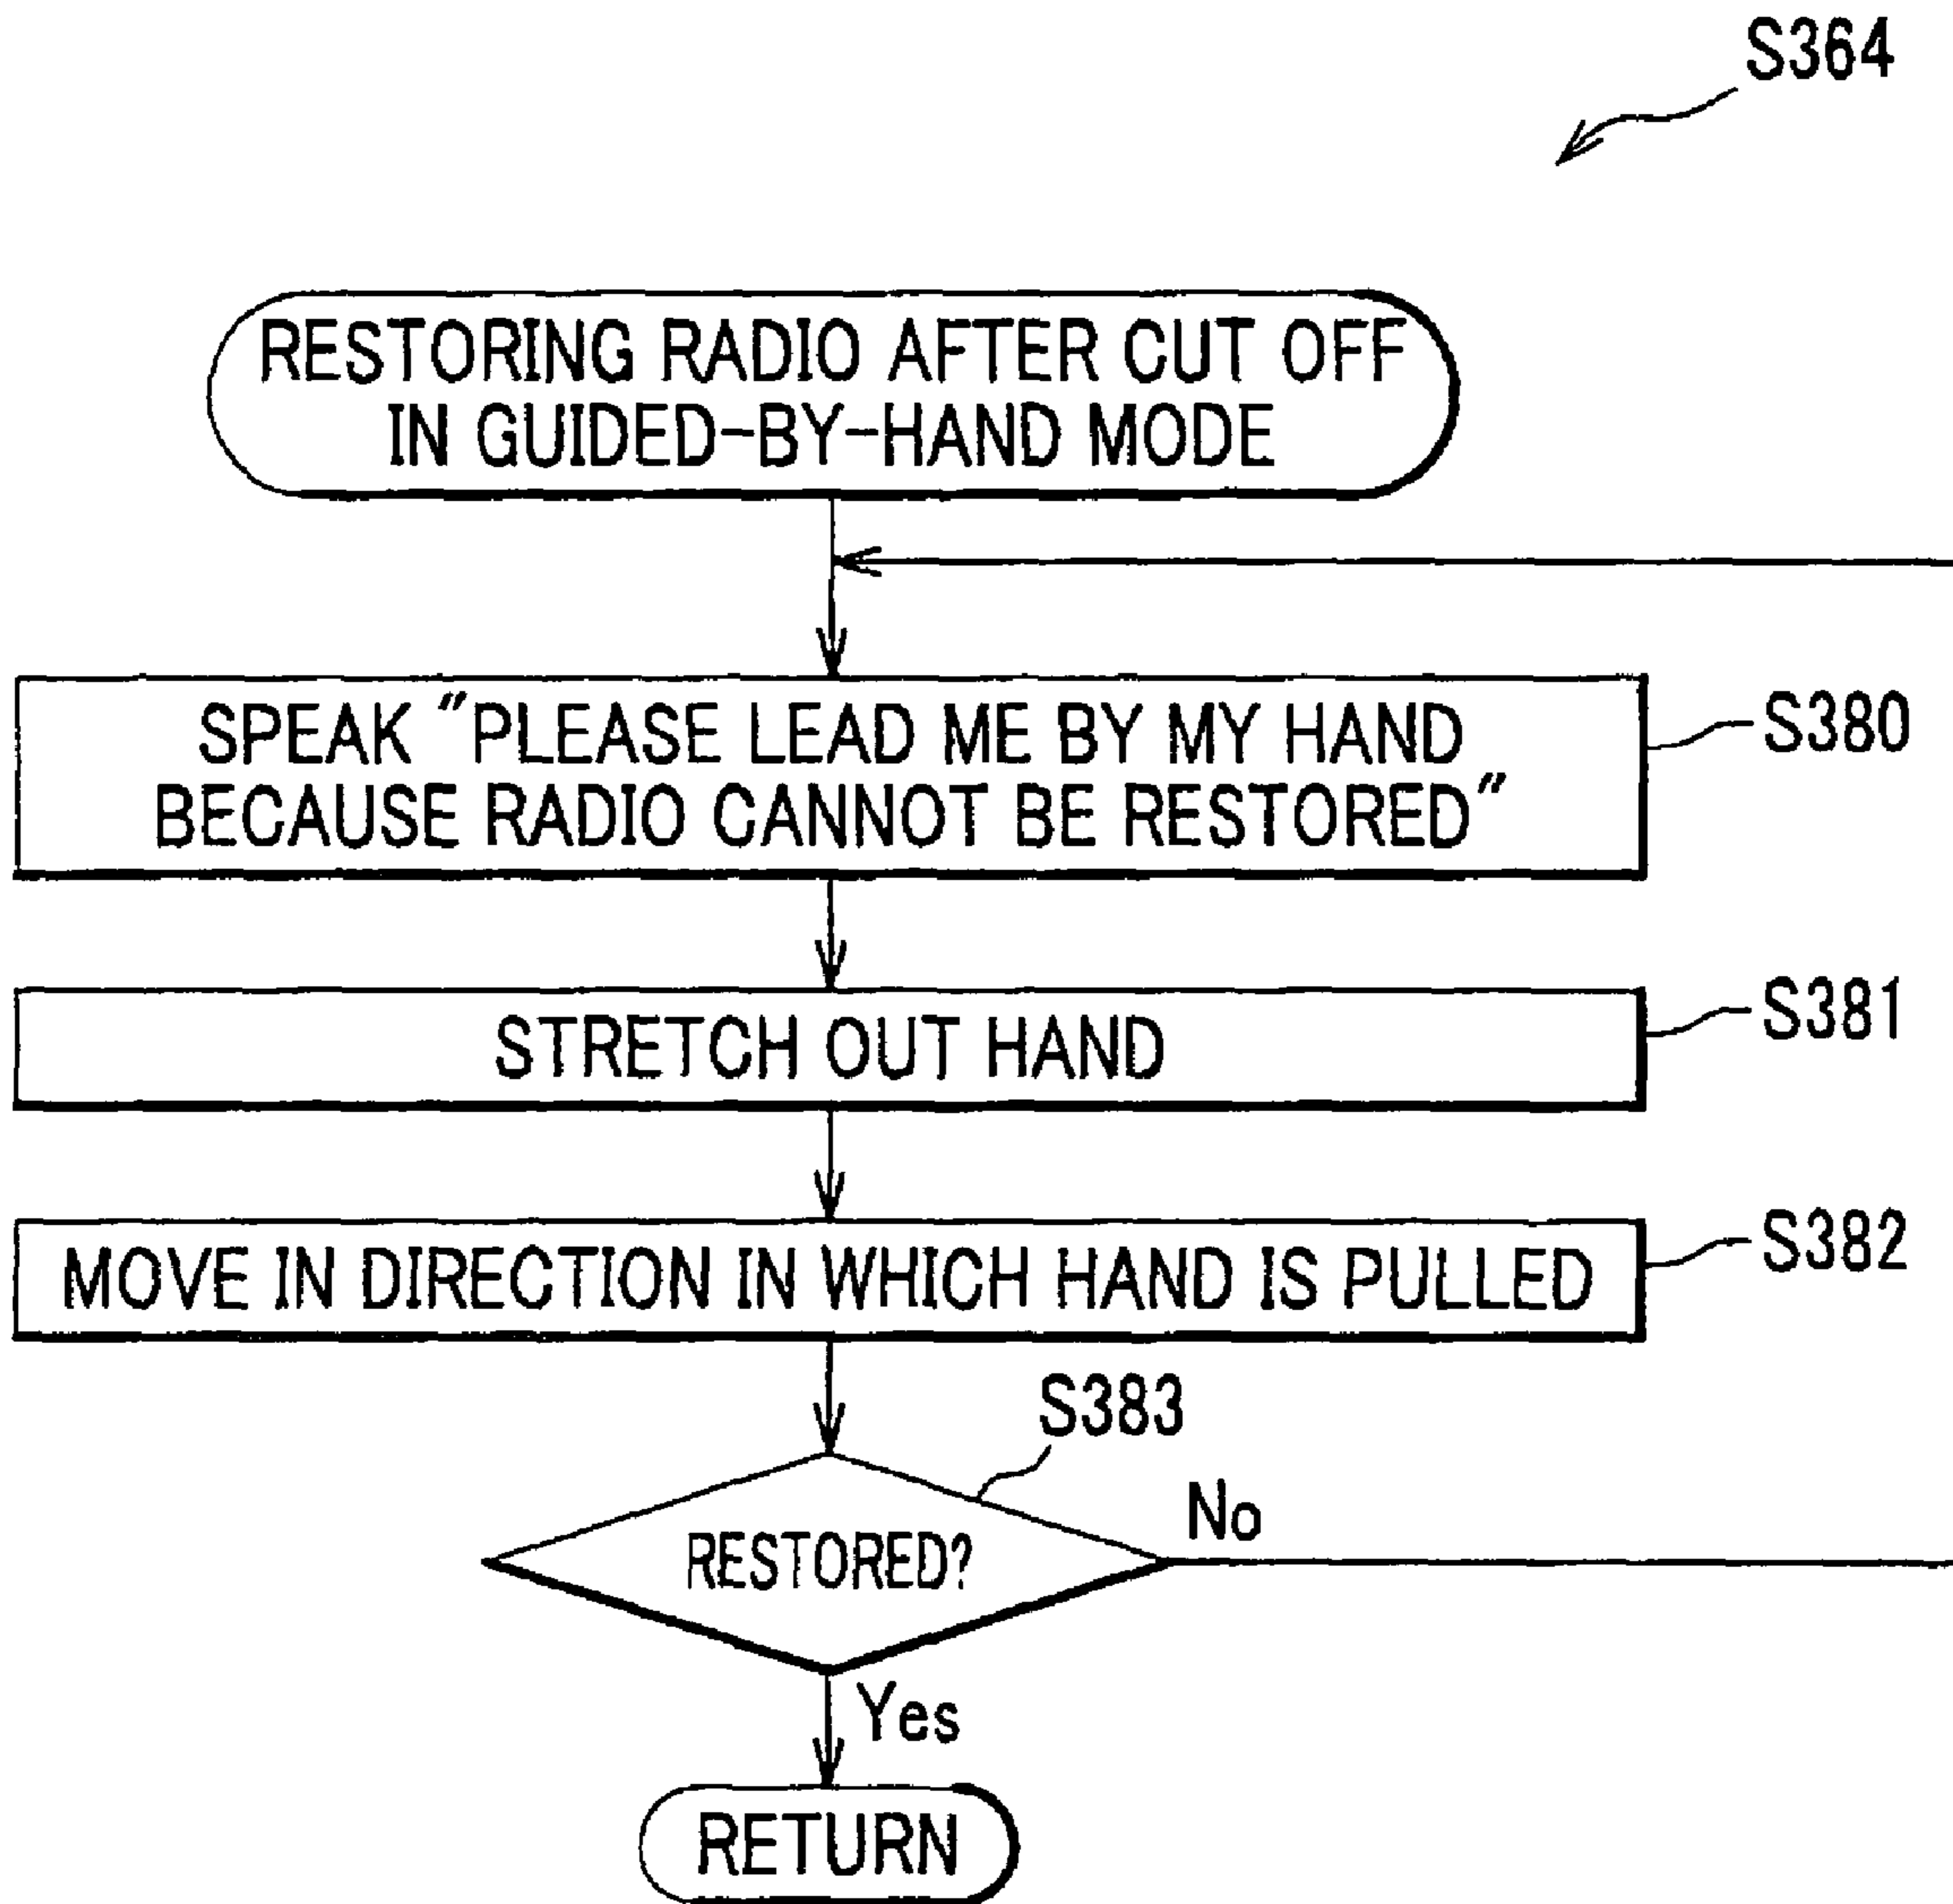 S364
RESTORING RADIO AFTER CUT OFF
IN GUIDED-BY-HAND MODE
SPEAK "PLEASE LEAD ME BY MY HAND
BECAUSE RADIO CANNOT BE RESTORED"
S380
STRETCH OUT HAND
S381
MOVE IN DIRECTION IN WHICH HAND IS PULLED
S382
S383
RESTORED?
No
Yes
RETURN